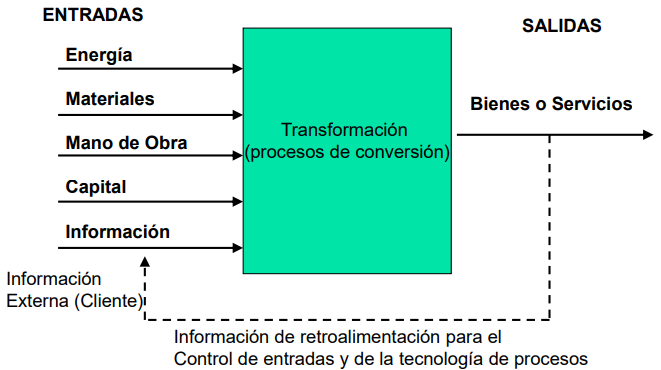 ENTRADAS
SALIDAS
Energía
Materiales
Mano de Obra
Capital
Información
Transformación
(procesos de conversión)
Bienes o Servicios
Información
Externa (Cliente)
Información de retroalimentación para el
Control de entradas y de la tecnología de procesos